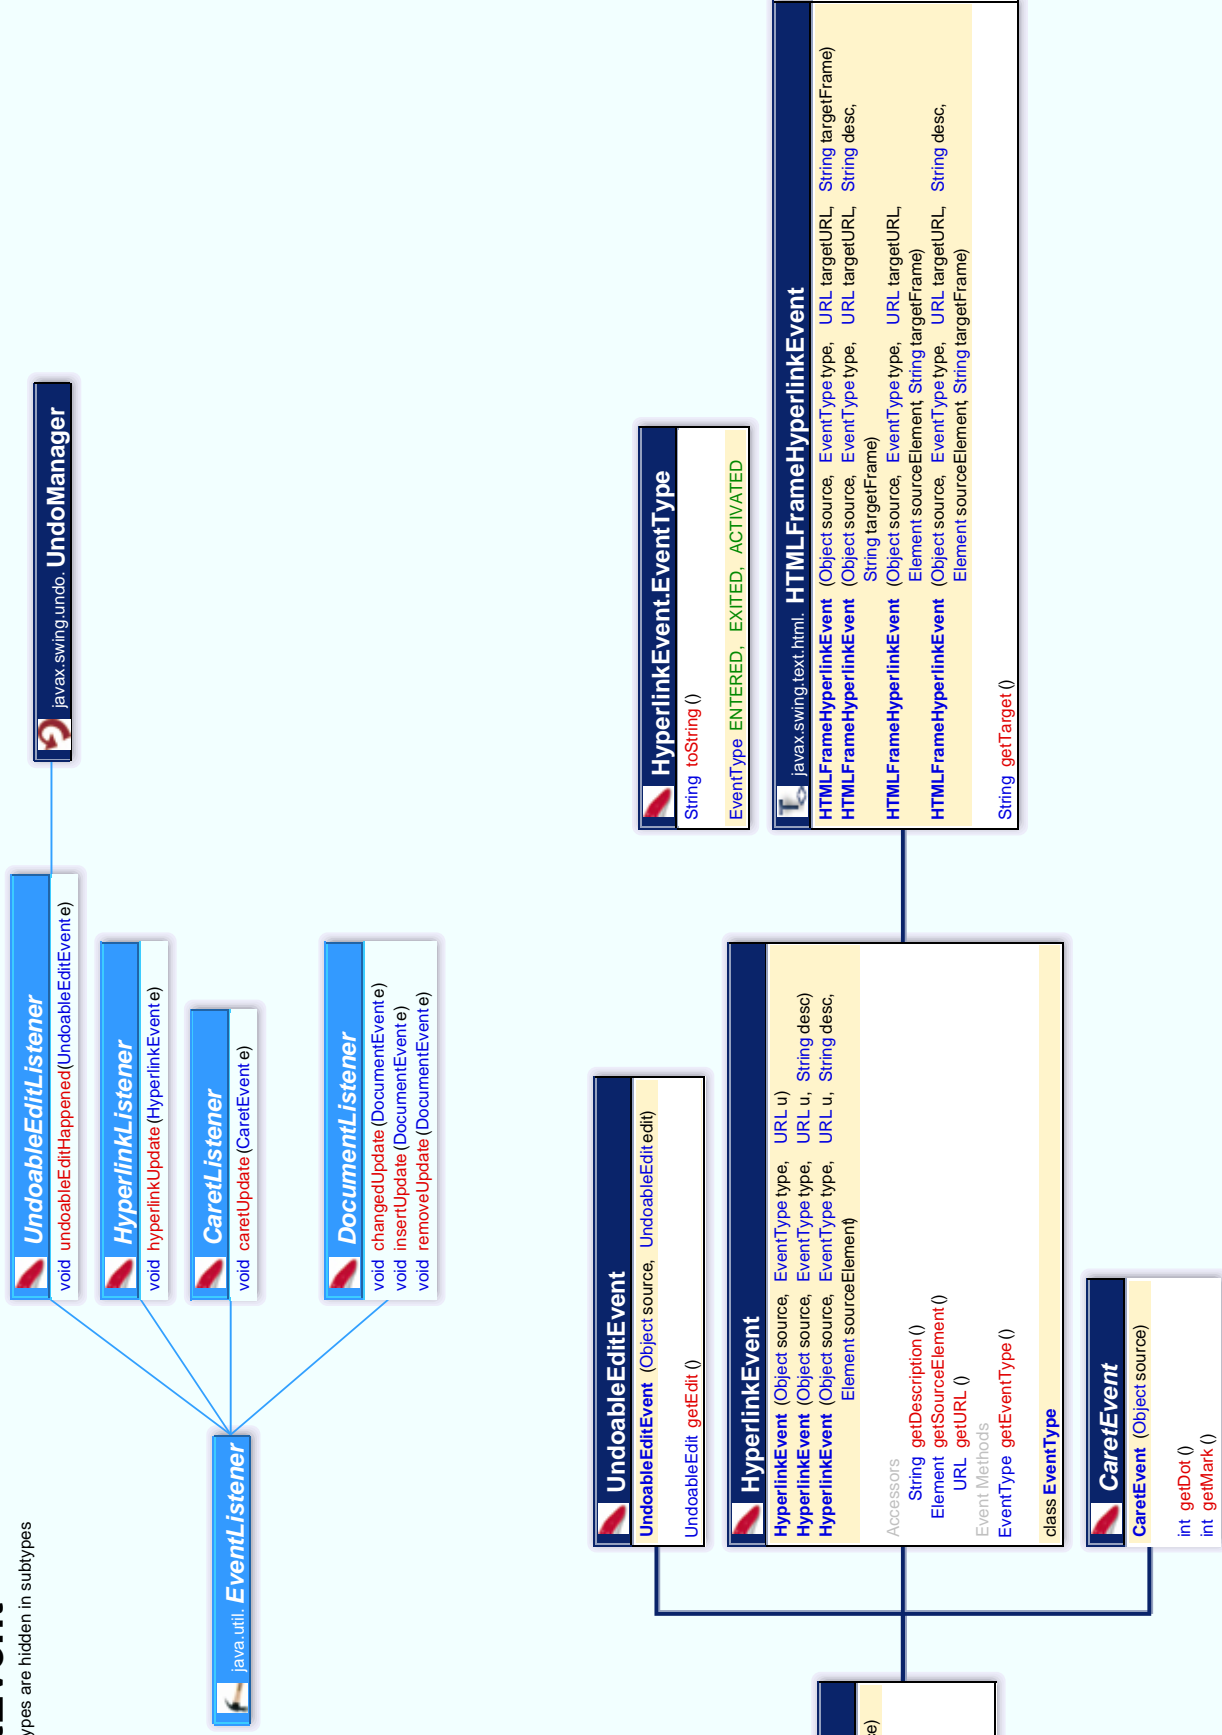 types are hidden in subtypes
java.util. EventListener
UndoableEditListener
void undoableEditHappened (UndoableEditEvent e)
HyperlinkListener
void hyperlinkUpdate (HyperlinkEvent e)
CaretListener
void caretUpdate (CaretEvent e)
DocumentListener
void changedUpdate (DocumentEvent e)
void insertUpdate (DocumentEvent e)
void removeUpdate (DocumentEvent e)
javax.swing.undo. UndoManager
UndoableEditEvent
UndoableEditEvent (Object source, UndoableEdit edit)
UndoableEdit getEdit ()
HyperlinkEvent
HyperlinkEvent (Object source, EventType type, URL u)
HyperlinkEvent (Object source, EventType type, URL u, String desc)
HyperlinkEvent (Object source, EventType type, URL u, String desc,
Element sourceElement)
Accessors
String getDescription ()
Element getSourceElement ()
URL getURL ()
Event Methods
EventType getEventType ()
class EventType
CaretEvent
CaretEvent (Object source)
int getDot ()
int getMark ()
HyperlinkEvent.EventType
String toString ()
EventType ENTERED, EXITED, ACTIVATED
javax.swing.text.html. HTMLFrameHyperlinkEvent
HTMLFrameHyperlinkEvent (Object source, EventType type, URL targetURL, String targetFrame)
HTMLFrameHyperlinkEvent (Object source, EventType type, URL targetURL, String desc,
String targetFrame)
HTMLFrameHyperlinkEvent (Object source, EventType type, URL targetURL,
Element sourceElement, String targetFrame)
HTMLFrameHyperlinkEvent (Object source, EventType type, URL targetURL, String desc,
Element sourceElement, String targetFrame)
String getTarget ()